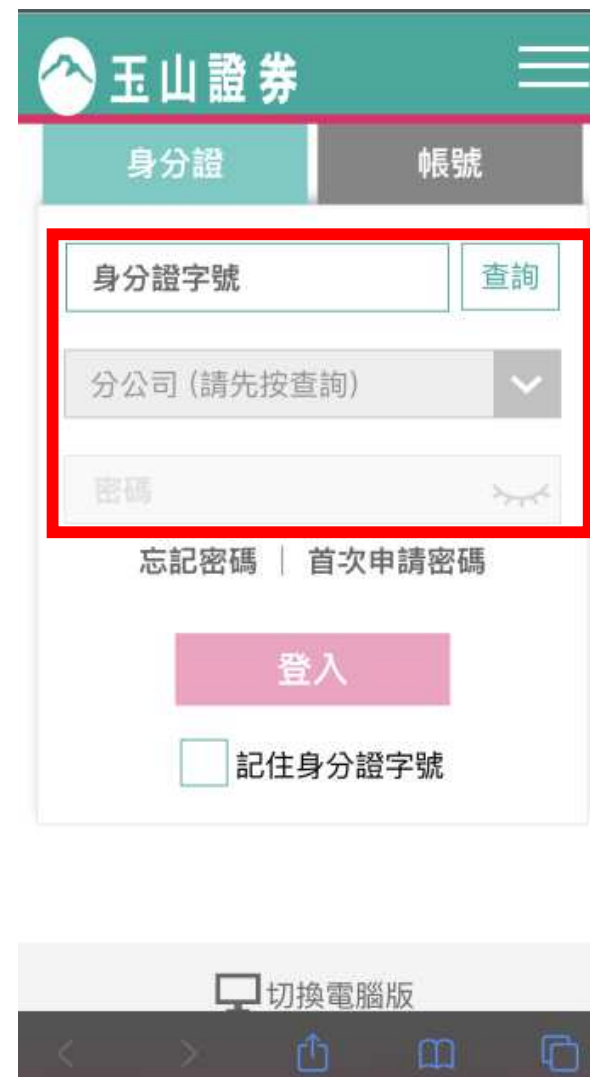 玉山證券
身分證 帳號
身分證字號 查詢
分公司 (請先按查詢)
密碼
忘記密碼 | 首次申請密碼
登入
記住身分證字號
切換電腦版